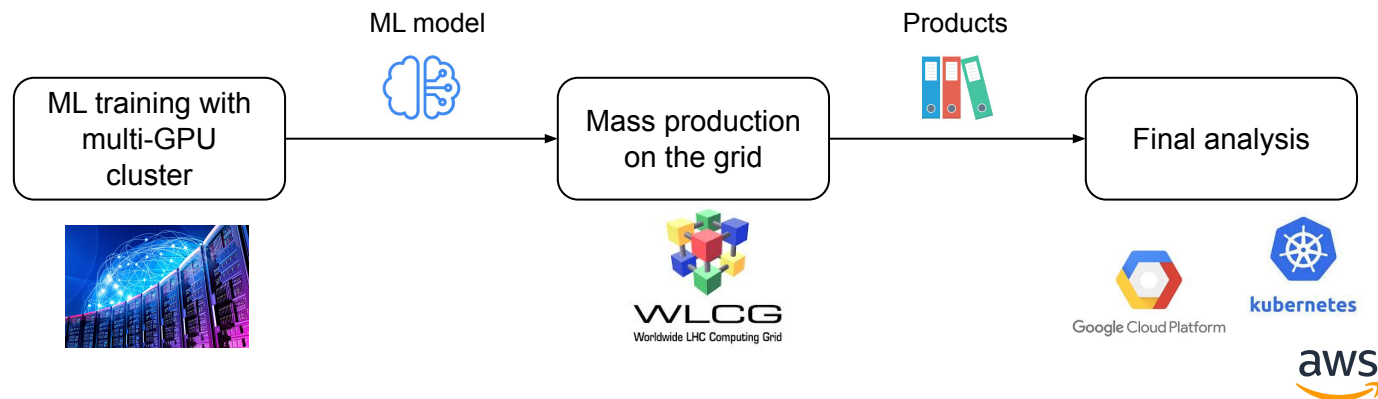 ML model
Products
ML training with
multi-GPU
cluster
Mass production
on the grid
Final analysis
WLCG
Worldwide LHC Computing Grid
Google Cloud Platform
kubernetes
aws